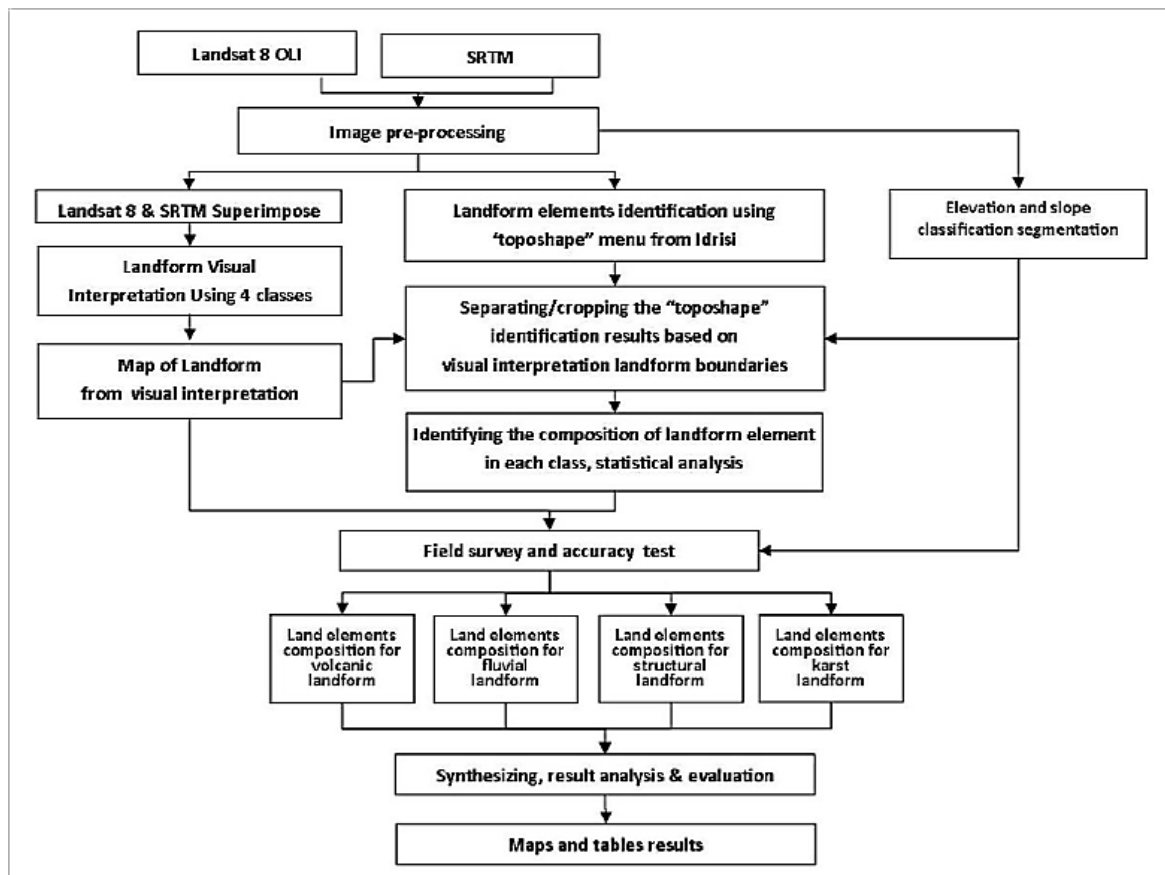 Landsat 8 OLI
SRTM
Image pre-processing
Landsat 8 & SRTM Superimpose
Landform elements identification using
"toposhape" menu from Idrisi
Elevation and slope
classification segmentation
Landform Visual
Interpretation Using 4 classes
Separating/cropping the "toposhape"
identification results based on
visual interpretation landform boundaries
Map of Landform
from visual interpretation
Identifying the composition of landform element
in each class, statistical analysis
Field survey and accuracy test
Land elements
composition for
volcanic
landform
Land elements
composition for
fluvial
landform
Land elements
composition for
structural
landform
Land elements
composition for
karst
landform
Synthesizing, result analysis & evaluation
Maps and tables results